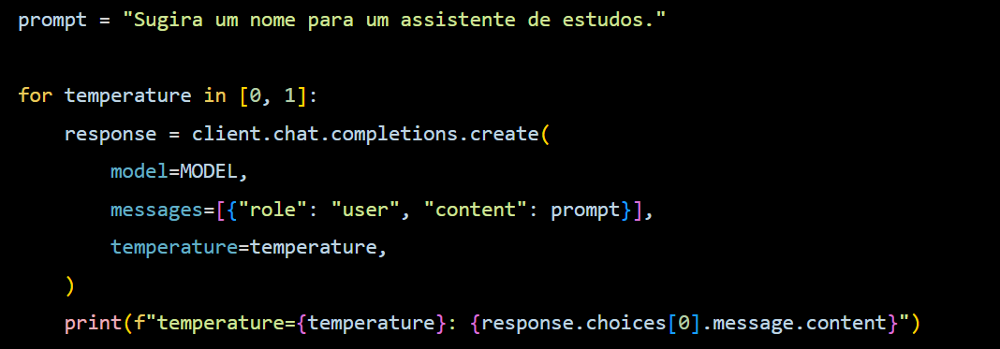 prompt = "Sugira um nome para um assistente de estudos."
for temperature in [0, 1]:
response = client.chat.completions.create(
model=MODEL,
messages=[{"role": "user", "content": prompt}],
temperature=temperature,
)
print(f"temperature={temperature}: {response.choices[0].message.content}")